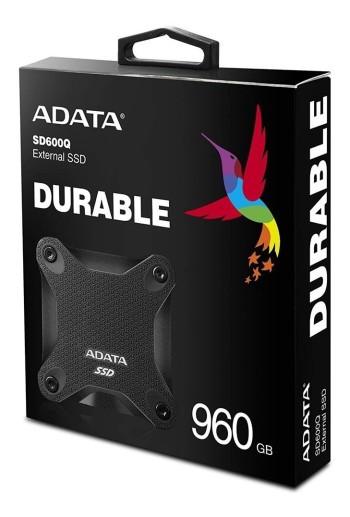 ADATA®
SD600Q
External SSD
DURABLE
ADATA
SSD
960 GB
DURABLE
ADATA®
SD600Q
External SSD